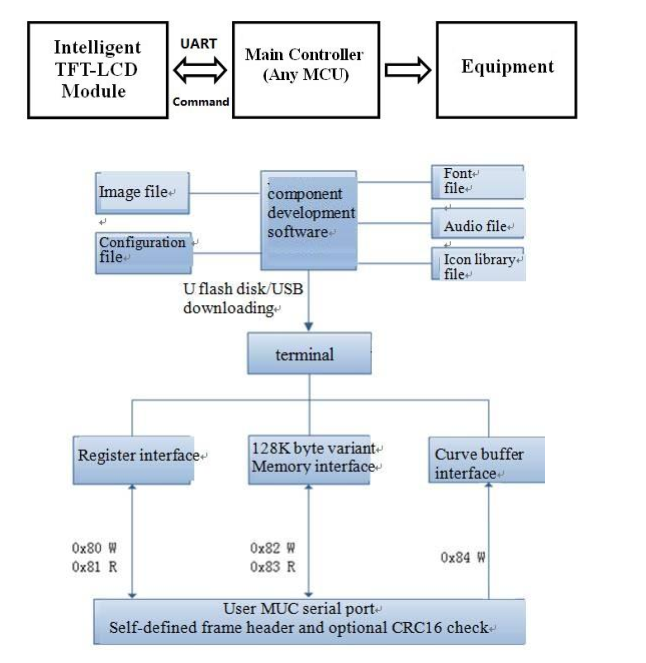 Intelligent
TFT-LCD
Module
UART
Command
Main Controller
(Any MCU)
Equipment
Image file
Configuration
file
component
development
software
Font
file
Audio file
Icon library
file
U flash disk/USB
downloading
terminal
Register interface
128K byte variant
Memory interface
Curve buffer
interface
0x80 W
0x81 R
0x82 W
0x83 R
0x84 W
User MUC serial port
Self-defined frame header and optional CRC16 check